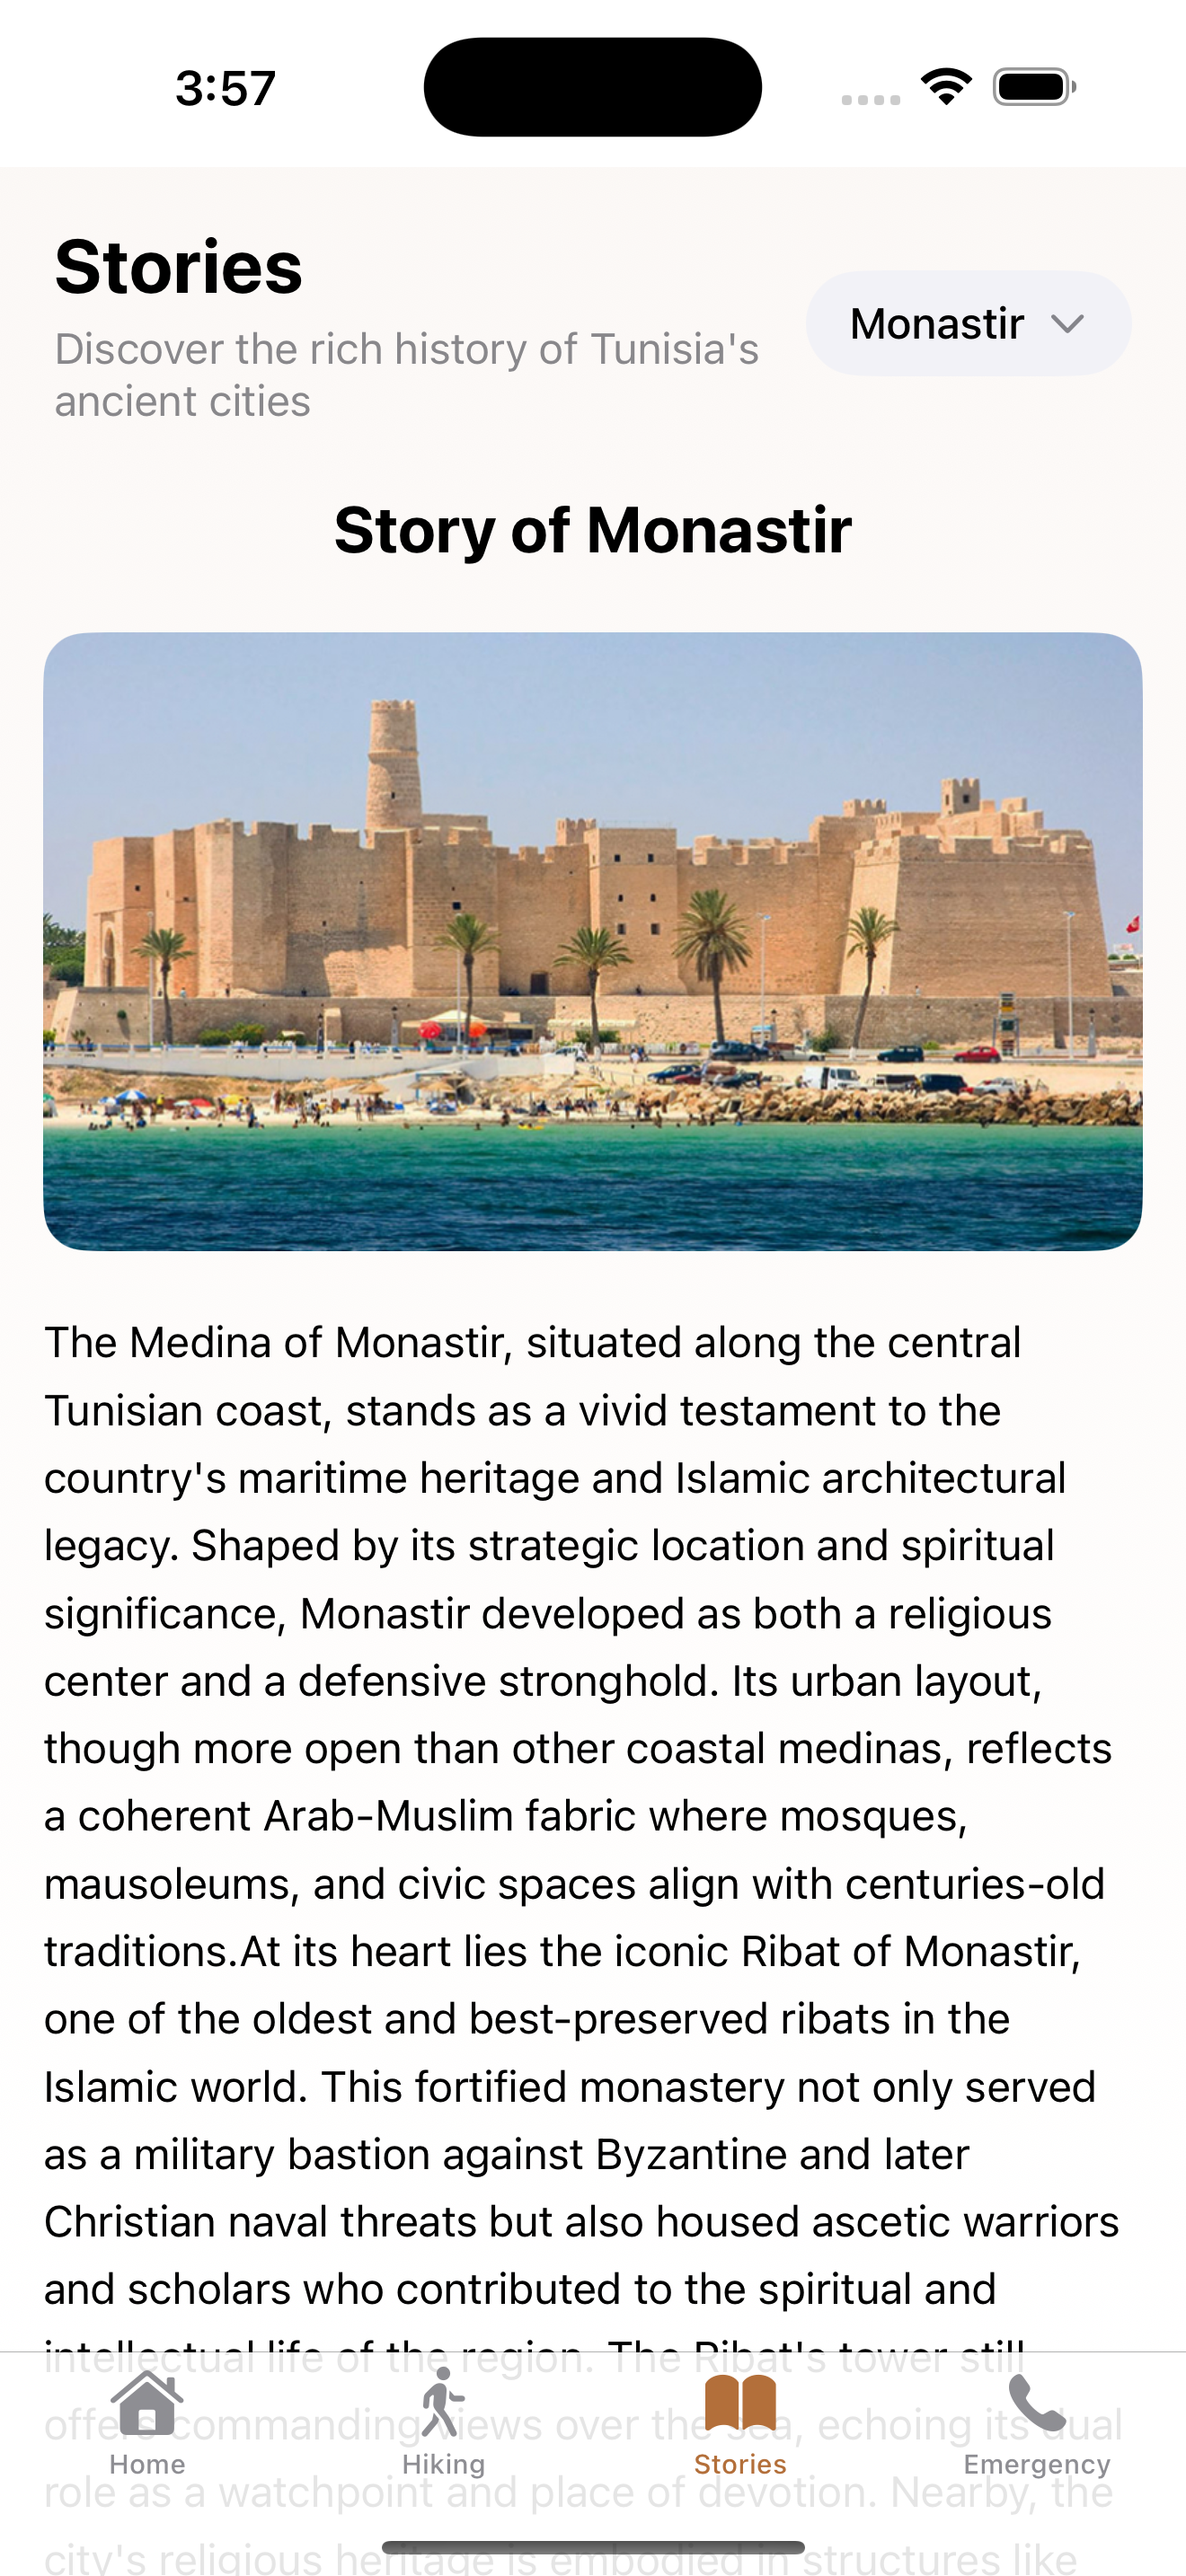 3:57
Stories
Discover the rich history of Tunisia's
ancient cities
Monastir
Story of Monastir
The Medina of Monastir, situated along the central
Tunisian coast, stands as a vivid testament to the
country's maritime heritage and Islamic architectural
legacy. Shaped by its strategic location and spiritual
significance, Monastir developed as both a religious
center and a defensive stronghold. Its urban layout,
though more open than other coastal medinas, reflects
a coherent Arab-Muslim fabric where mosques,
mausoleums, and civic spaces align with centuries-old
traditions.At its heart lies the iconic Ribat of Monastir,
one of the oldest and best-preserved ribats in the
Islamic world. This fortified monastery not only served
as a military bastion against Byzantine and later
Christian naval threats but also housed ascetic warriors
and scholars who contributed to the spiritual and
intellectual life of the region. The Ribat's tower still
offers commanding views over the sea, echoing its dual
role as a watchpoint and place of devotion. Nearby, the
city's religious heritage is embodied in structures like
Home
Hiking
Stories
Emergency